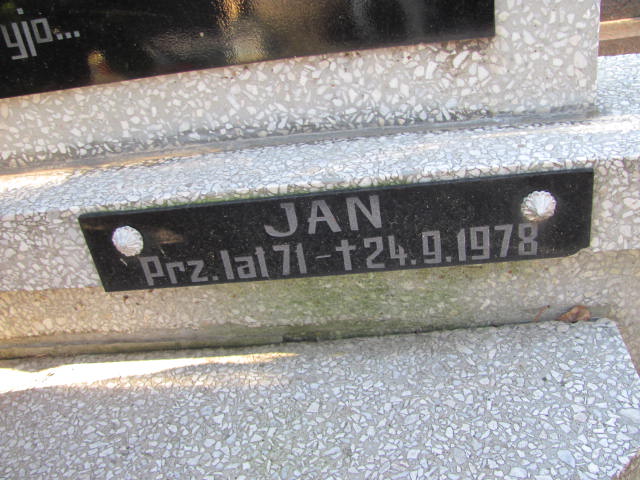 JAN
Prz. lat 71 – † 24.9.1978